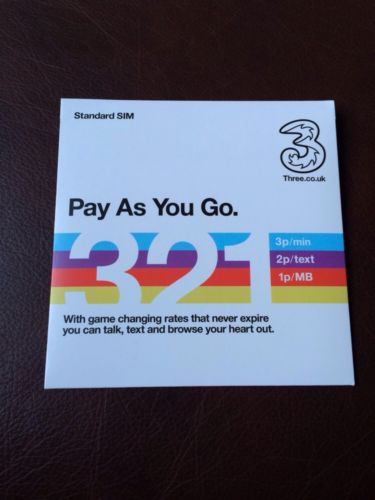 Standard SIM
3
Three.co.uk
Pay As You Go.
321
3p/min
2p/text
1p/MB
With game changing rates that never expire
you can talk, text and browse your heart out.